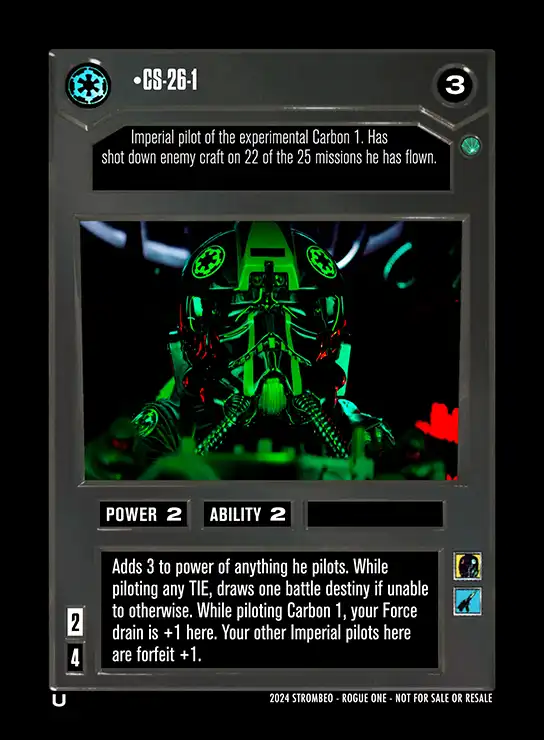 •CS-26-1
3
Imperial pilot of the experimental Carbon 1. Has
shot down enemy craft on 22 of the 25 missions he has flown.
POWER 2
ABILITY 2
Adds 3 to power of anything he pilots. While
piloting any TIE, draws one battle destiny if unable
to otherwise. While piloting Carbon 1, your Force
drain is +1 here. Your other Imperial pilots here
are forfeit +1.
2
4
U
2024 STROMBEO - ROGUE ONE - NOT FOR SALE OR RESALE